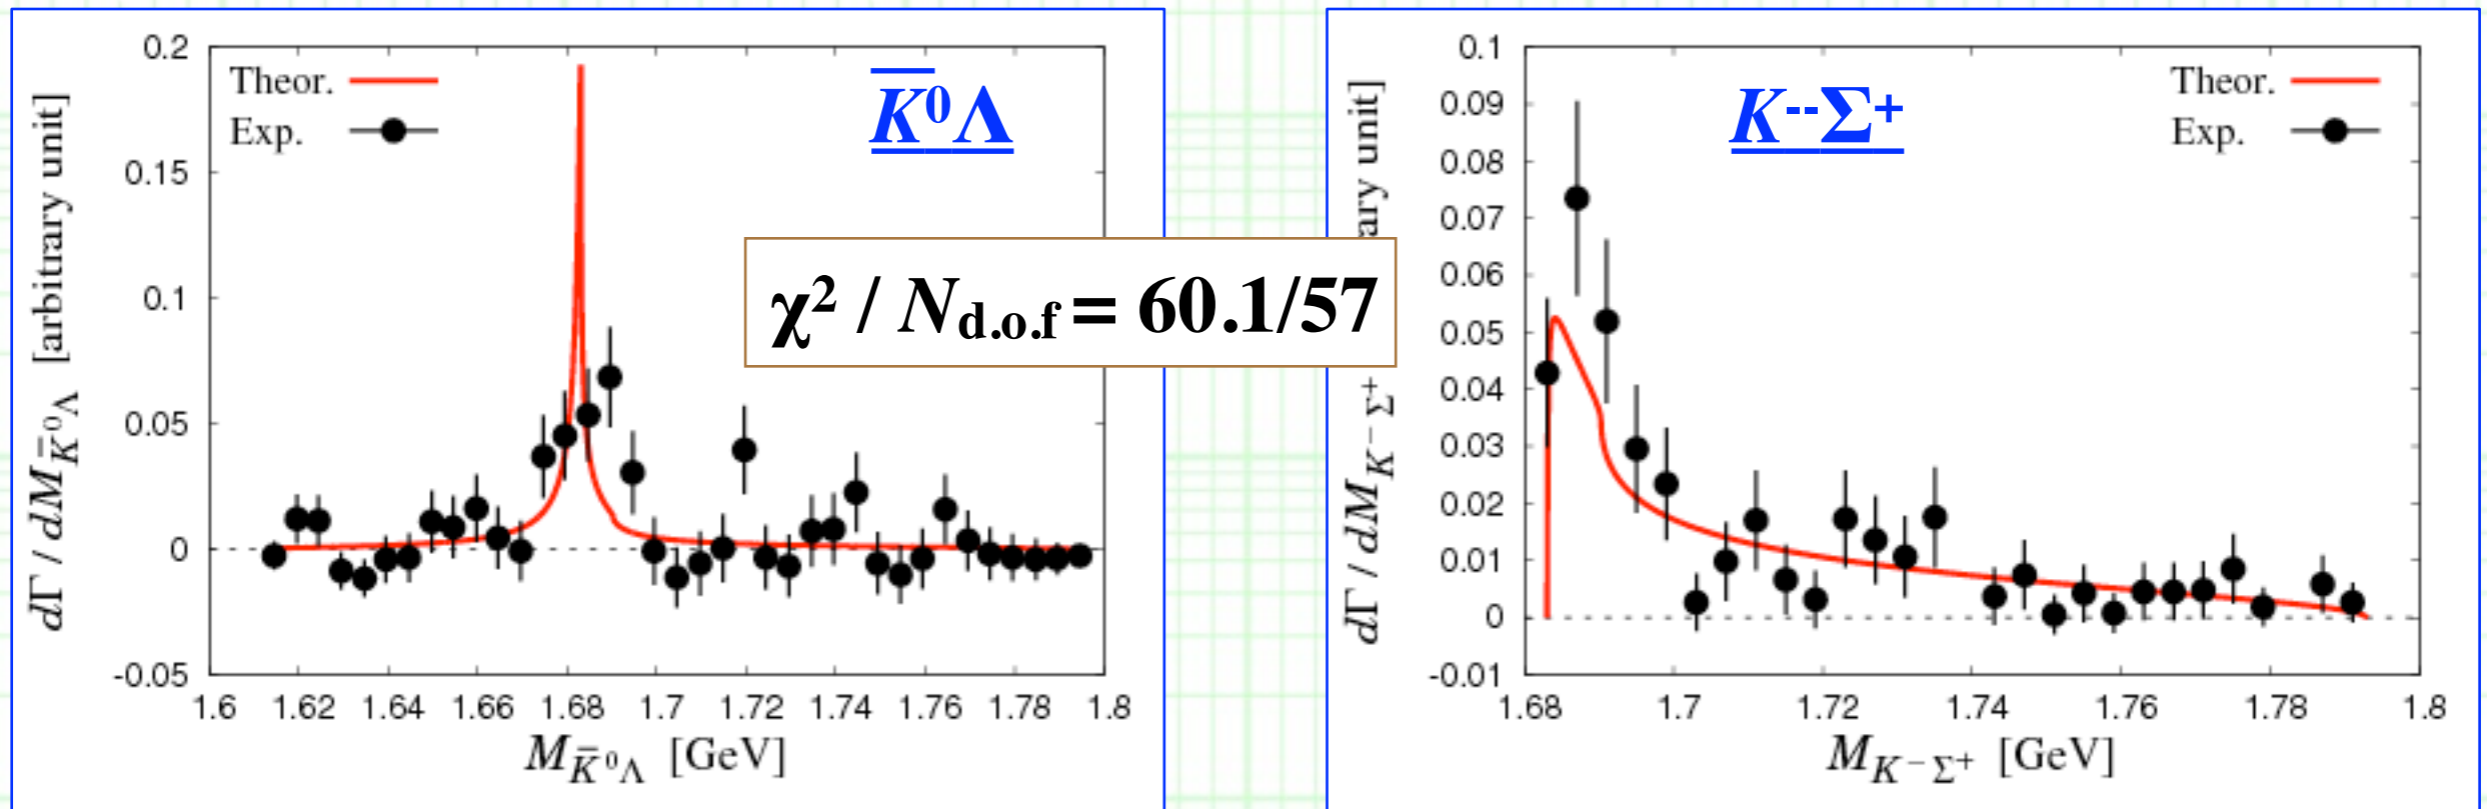 0.2
0.15
0.1
0.05
0
-0.05
dΓ / dM_K̄⁰Λ [arbitrary unit]
Theor.
Exp.
K̄⁰Λ
1.6 1.62 1.64 1.66 1.68 1.7 1.72 1.74 1.76 1.78 1.8
M_K̄⁰Λ [GeV]
χ² / N_d.o.f = 60.1/57
0.1
0.09
0.08
0.07
0.06
0.05
0.04
0.03
0.02
0.01
0
-0.01
dΓ / dM_K⁻Σ⁺ ary unit]
Theor.
Exp.
K--Σ⁺
1.68 1.7 1.72 1.74 1.76 1.78 1.8
M_K⁻Σ⁺ [GeV]